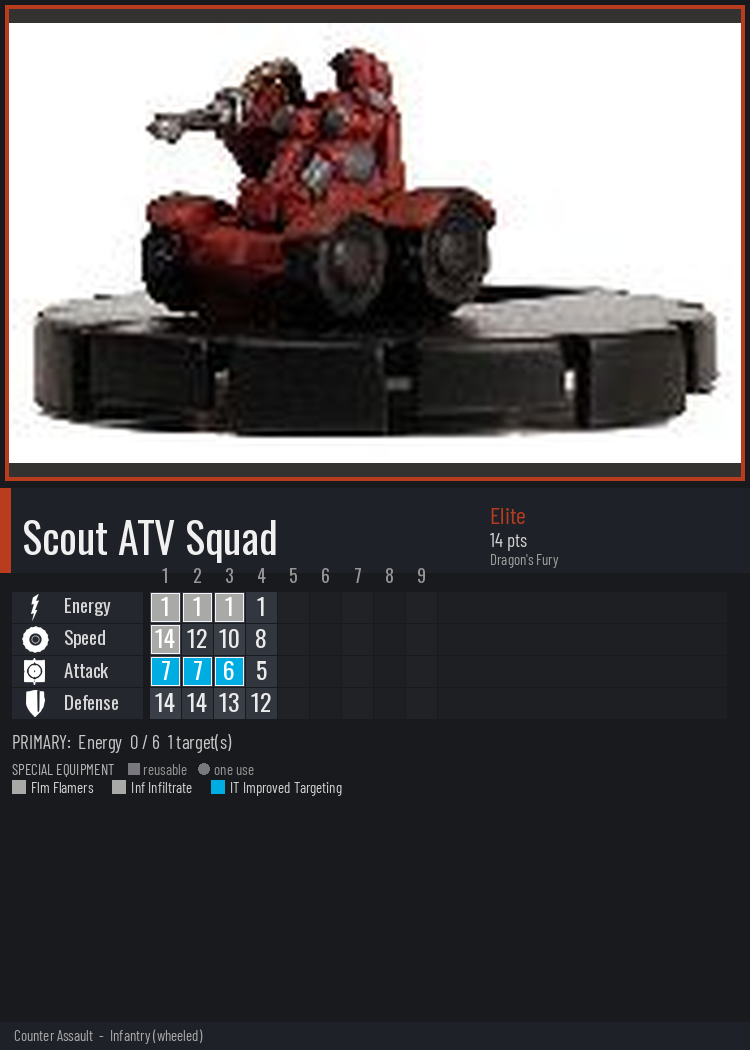 Scout ATV Squad
Elite
14 pts
Dragon's Fury
1 2 3 4 5 6 7 8 9
Energy 1 1 1 1
Speed 14 12 10 8
Attack 7 7 6 5
Defense 14 14 13 12
PRIMARY: Energy 0 / 6 1 target(s)
SPECIAL EQUIPMENT reusable one use
Flm Flamers Inf Infiltrate IT Improved Targeting
Counter Assault - Infantry (wheeled)